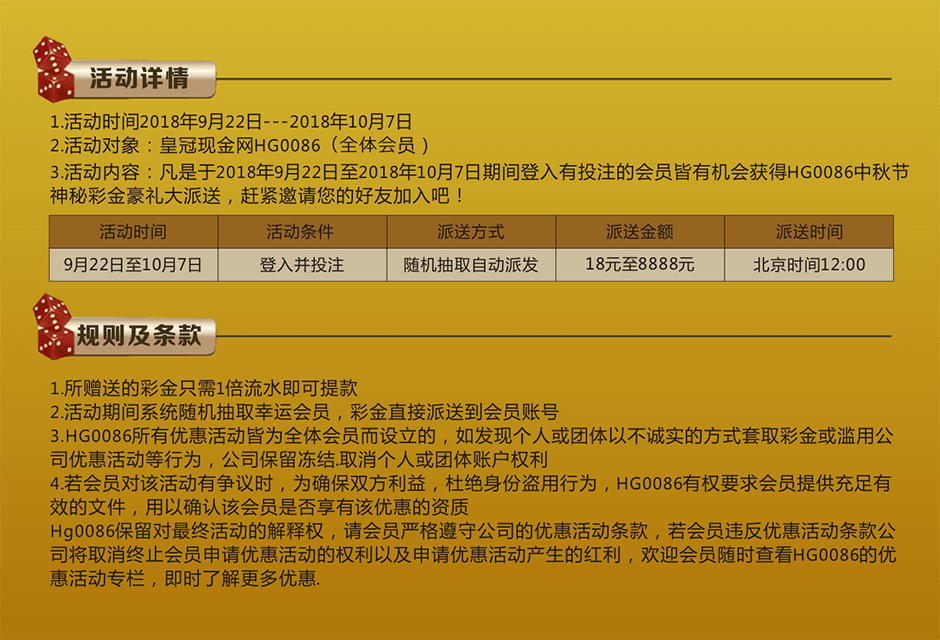 活动详情
1.活动时间2018年9月22日---2018年10月7日
2.活动对象：皇冠现金网HG0086（全体会员 ）
3.活动内容：凡是于2018年9月22日至2018年10月7日期间登入有投注的会员皆有机会获得HG0086中秋节
神秘彩金豪礼大派送，赶紧邀请您的好友加入吧！
活动时间 活动条件 派送方式 派送金额 派送时间
9月22日至10月7日 登入并投注 随机抽取自动派发 18元至8888元 北京时间12:00
规则及条款
1.所赠送的彩金只需1倍流水即可提款
2.活动期间系统随机抽取幸运会员，彩金直接派送到会员账号
3.HG0086所有优惠活动皆为全体会员而设立的，如发现个人或团体以不诚实的方式套取彩金或滥用公
司优惠活动等行为，公司保留冻结.取消个人或团体账户权利
4.若会员对该活动有争议时，为确保双方利益，杜绝身份盗用行为，HG0086有权要求会员提供充足有
效的文件，用以确认该会员是否享有该优惠的资质
Hg0086保留对最终活动的解释权，请会员严格遵守公司的优惠活动条款，若会员违反优惠活动条款公
司将取消终止会员申请优惠活动的权利以及申请优惠活动产生的红利，欢迎会员随时查看HG0086的优
惠活动专栏，即时了解更多优惠.